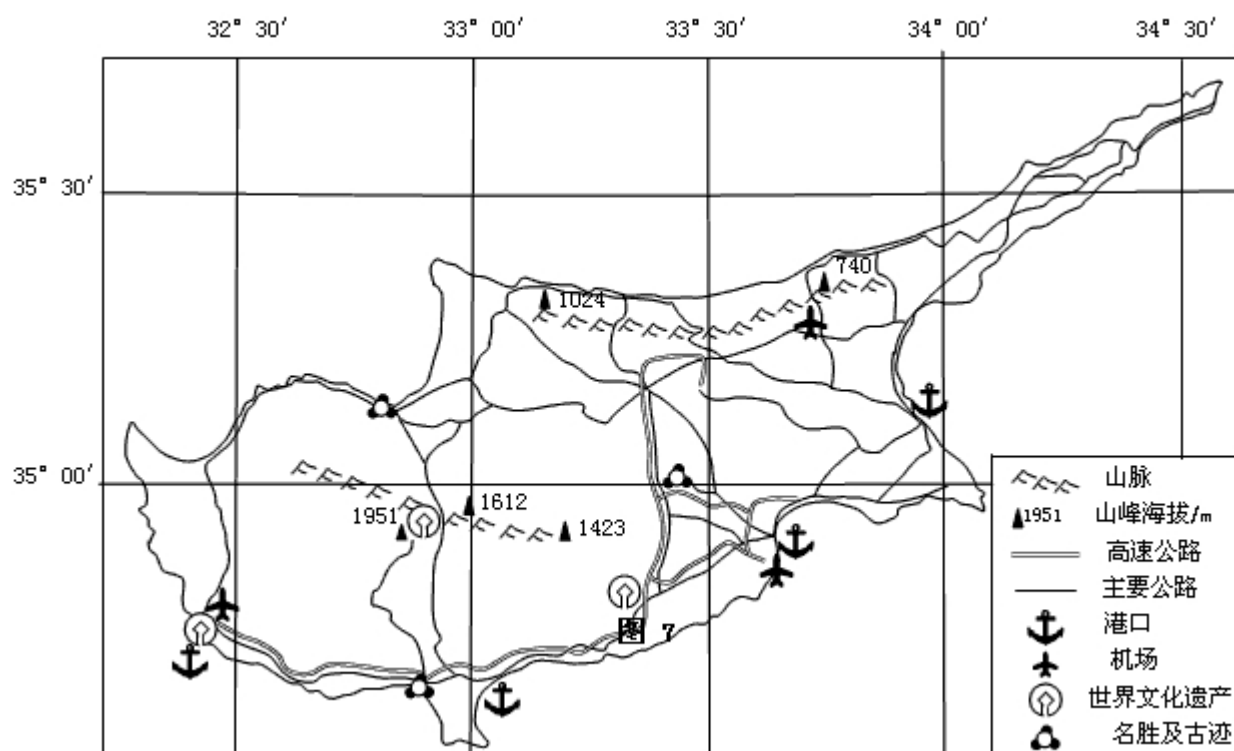 32° 30′ 33° 00′ 33° 30′ 34° 00′ 34° 30′
35° 30′
740
1024
35° 00′
1612
1951
1423
7
山脉
1951 山峰海拔/m
高速公路
主要公路
港口
机场
世界文化遗产
名胜及古迹